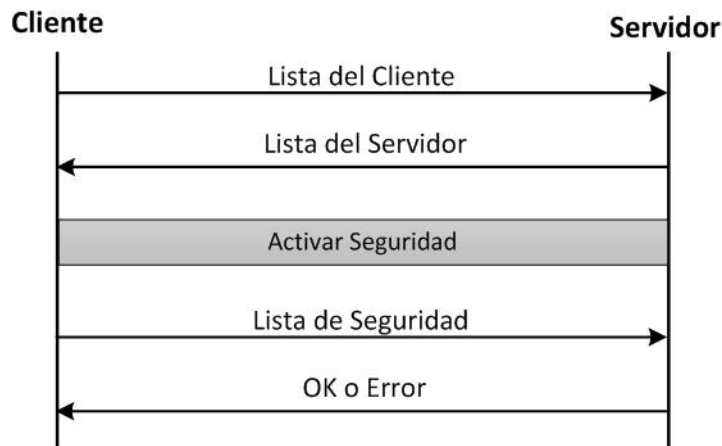 Cliente
Servidor
Lista del Cliente
Lista del Servidor
Activar Seguridad
Lista de Seguridad
OK o Error